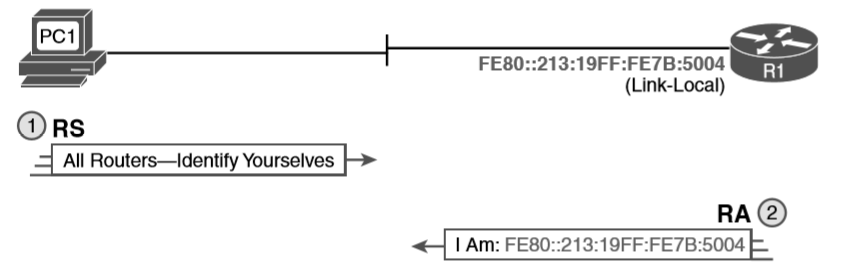 PC1
FE80::213:19FF:FE7B:5004
(Link-Local)
R1
1 RS
All Routers—Identify Yourselves
RA 2
I Am: FE80::213:19FF:FE7B:5004